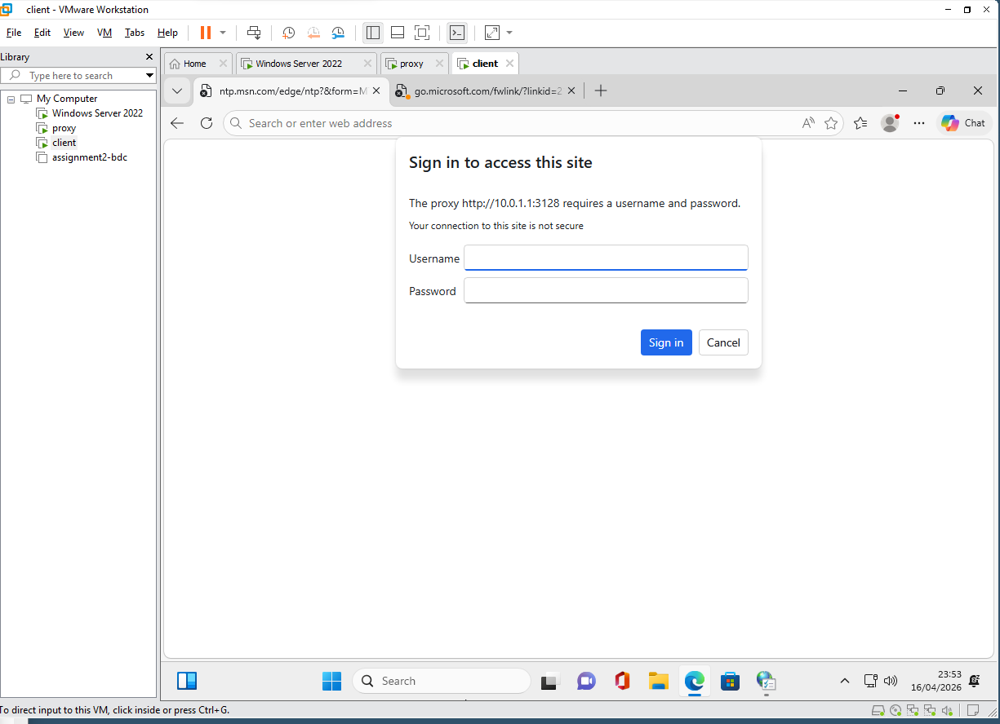 client - VMware Workstation
File Edit View VM Tabs Help
Library
Type here to search
My Computer
Windows Server 2022
proxy
client
assignment2-bdc
Home
Windows Server 2022
proxy
client
ntp.msn.com/edge/ntp?&form=M
go.microsoft.com/fwlink/?linkid=2
Search or enter web address
Chat
Sign in to access this site
The proxy http://10.0.1.1:3128 requires a username and password.
Your connection to this site is not secure
Username
Password
Sign in
Cancel
Search
23:53
16/04/2026
To direct input to this VM, click inside or press Ctrl+G.